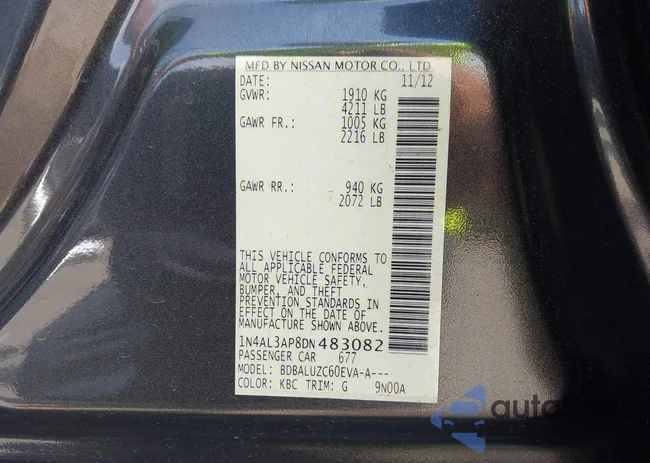 MFD BY NISSAN MOTOR CO., LTD
DATE: 11/12
GVWR: 1910 KG
4211 LB
GAWR FR.: 1005 KG
2216 LB
GAWR RR.: 940 KG
2072 LB
THIS VEHICLE CONFORMS TO
ALL APPLICABLE FEDERAL
MOTOR VEHICLE SAFETY,
BUMPER, AND THEFT
PREVENTION STANDARDS IN
EFFECT ON THE DATE OF
MANUFACTURE SHOWN ABOVE.
1N4AL3AP8DN483082
PASSENGER CAR 677
MODEL: BDBALUZC60EVA-A---
COLOR: KBC TRIM: G 9N00A